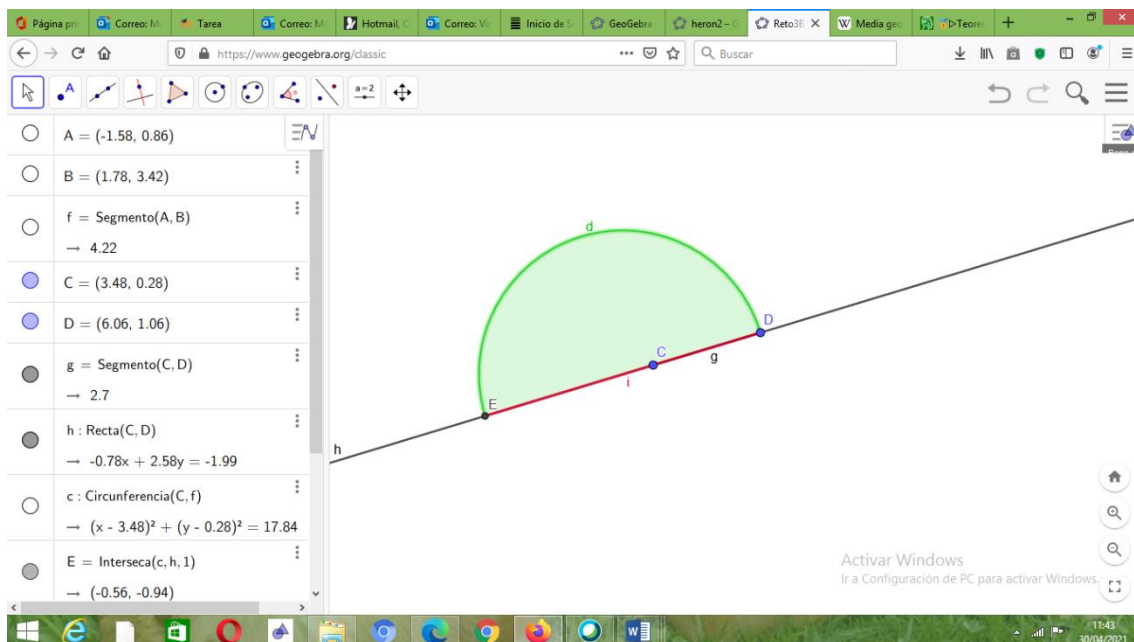 Página pri
Correo: M
Tarea
Correo: M
Hotmail, C
Correo: Vi
Inicio de S
GeoGebra
heron2 – G
Reto3E
Media geo
Teore
https://www.geogebra.org/classic
Buscar
A
a=2
A = (-1.58, 0.86)
B = (1.78, 3.42)
f = Segmento(A, B)
→ 4.22
C = (3.48, 0.28)
D = (6.06, 1.06)
g = Segmento(C, D)
→ 2.7
h : Recta(C, D)
→ -0.78x + 2.58y = -1.99
c : Circunferencia(C, f)
→ (x - 3.48)² + (y - 0.28)² = 17.84
E = Interseca(c, h, 1)
→ (-0.56, -0.94)
d
D
C
g
i
E
h
Activar Windows
Ir a Configuración de PC para activar Windows.
11:43
30/04/2021